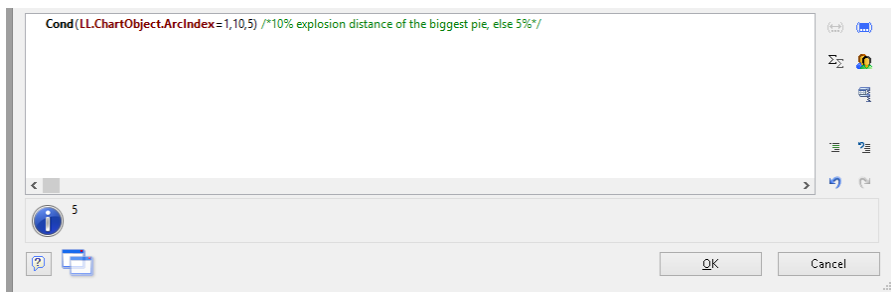 Cond(LL.ChartObject.ArcIndex=1,10,5) /*10% explosion distance of the biggest pie, else 5%*/
5
OK
Cancel